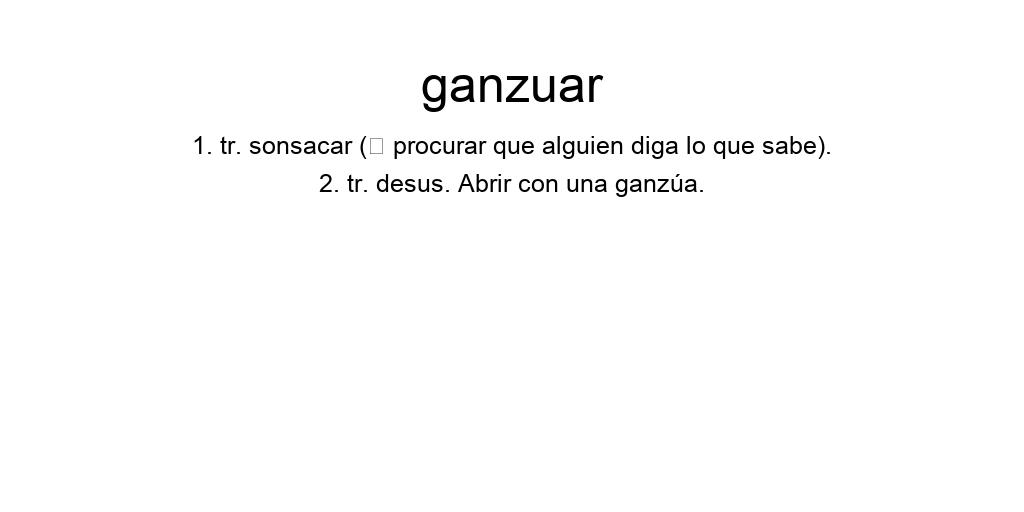 ganzuar
1. tr. sonsacar (□ procurar que alguien diga lo que sabe).
2. tr. desus. Abrir con una ganzúa.